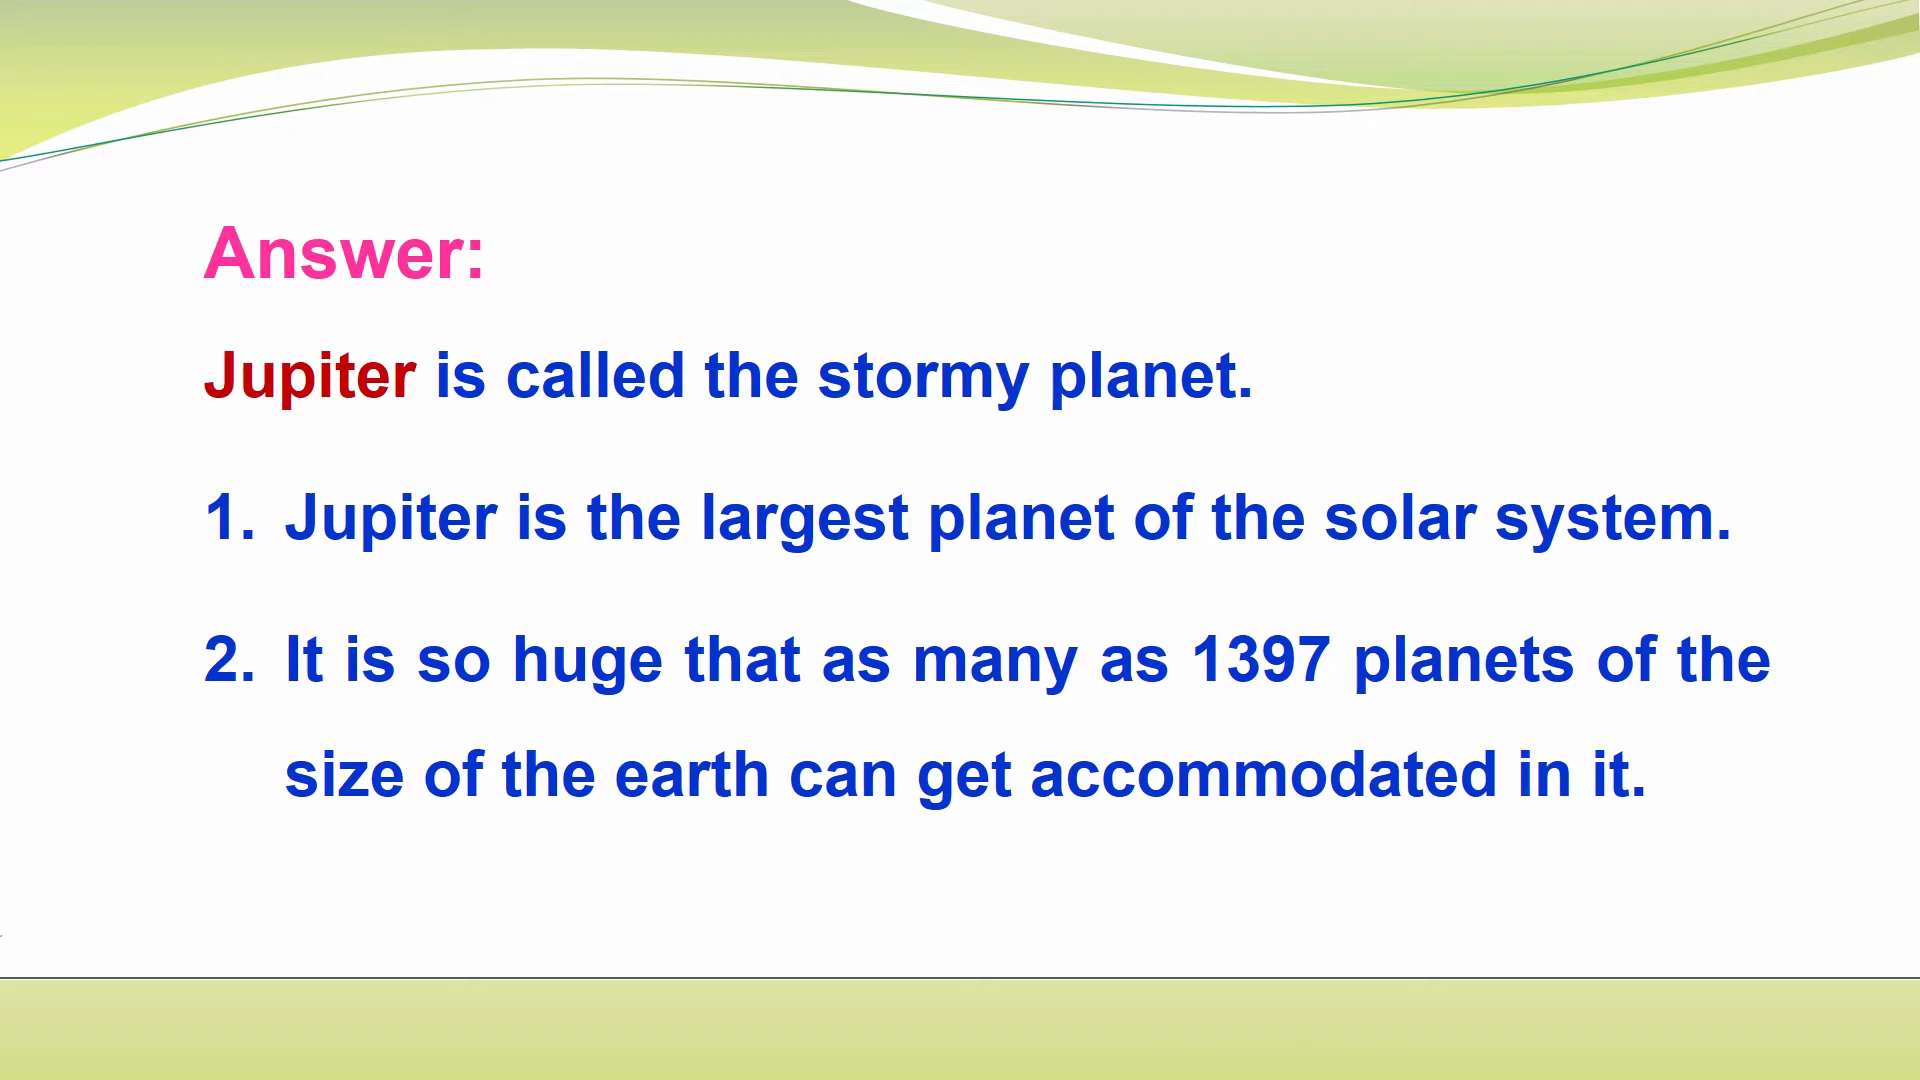 Answer:
Jupiter is called the stormy planet.
1. Jupiter is the largest planet of the solar system.
2. It is so huge that as many as 1397 planets of the
size of the earth can get accommodated in it.